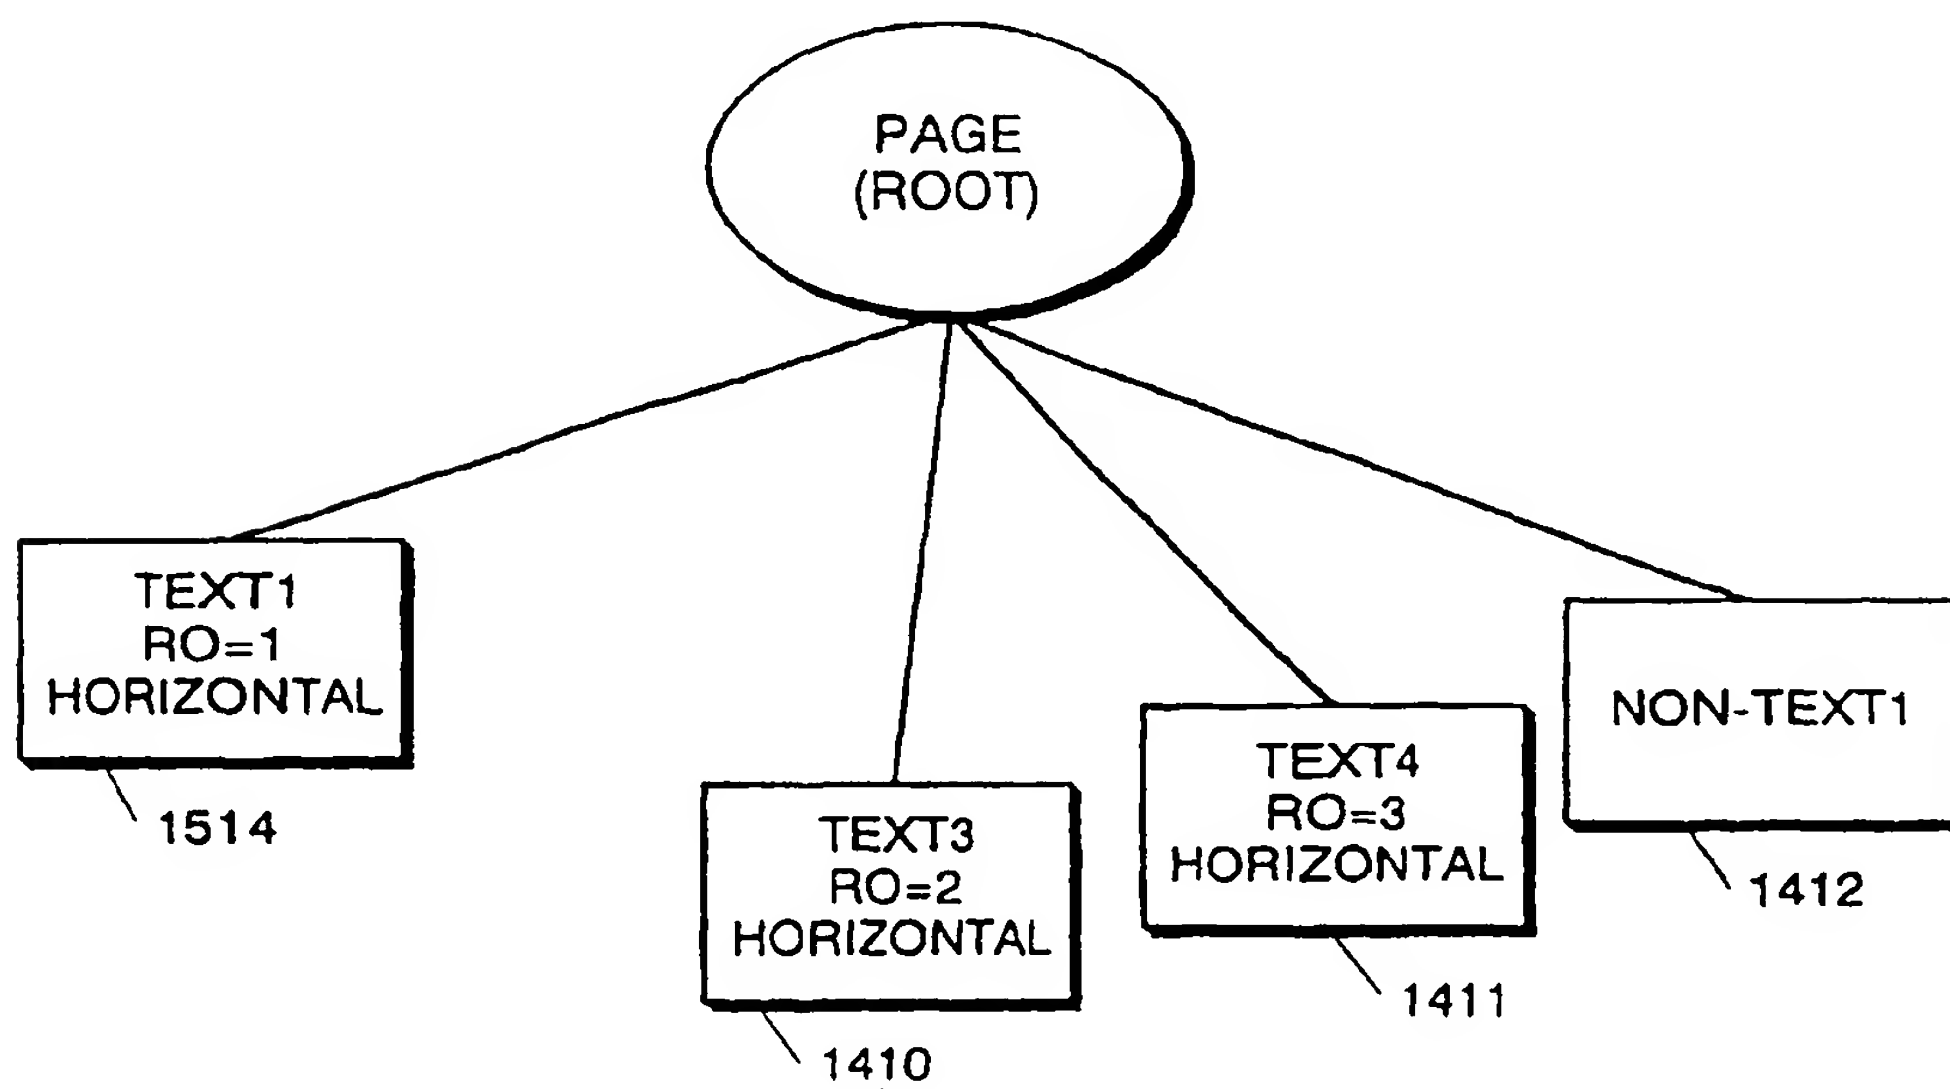 PAGE
(ROOT)
TEXT1
RO=1
HORIZONTAL
1514
TEXT3
RO=2
HORIZONTAL
1410
TEXT4
RO=3
HORIZONTAL
1411
NON-TEXT1
1412